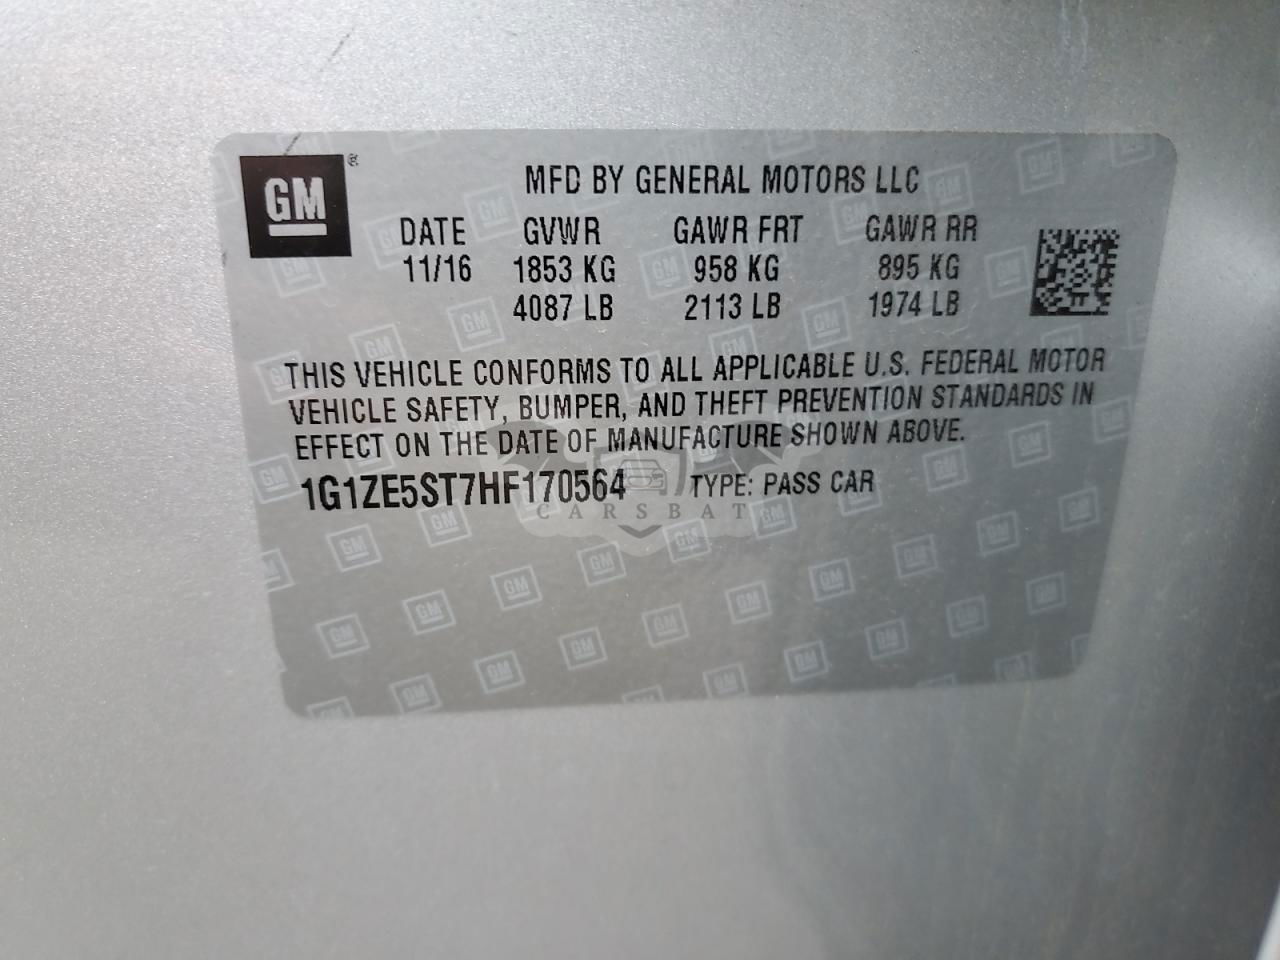 GM
MFD BY GENERAL MOTORS LLC
DATE GVWR GAWR FRT GAWR RR
11/16 1853 KG 958 KG 895 KG
4087 LB 2113 LB 1974 LB
THIS VEHICLE CONFORMS TO ALL APPLICABLE U.S. FEDERAL MOTOR
VEHICLE SAFETY, BUMPER, AND THEFT PREVENTION STANDARDS IN
EFFECT ON THE DATE OF MANUFACTURE SHOWN ABOVE.
1G1ZE5ST7HF170564 TYPE: PASS CAR
CARSBAT